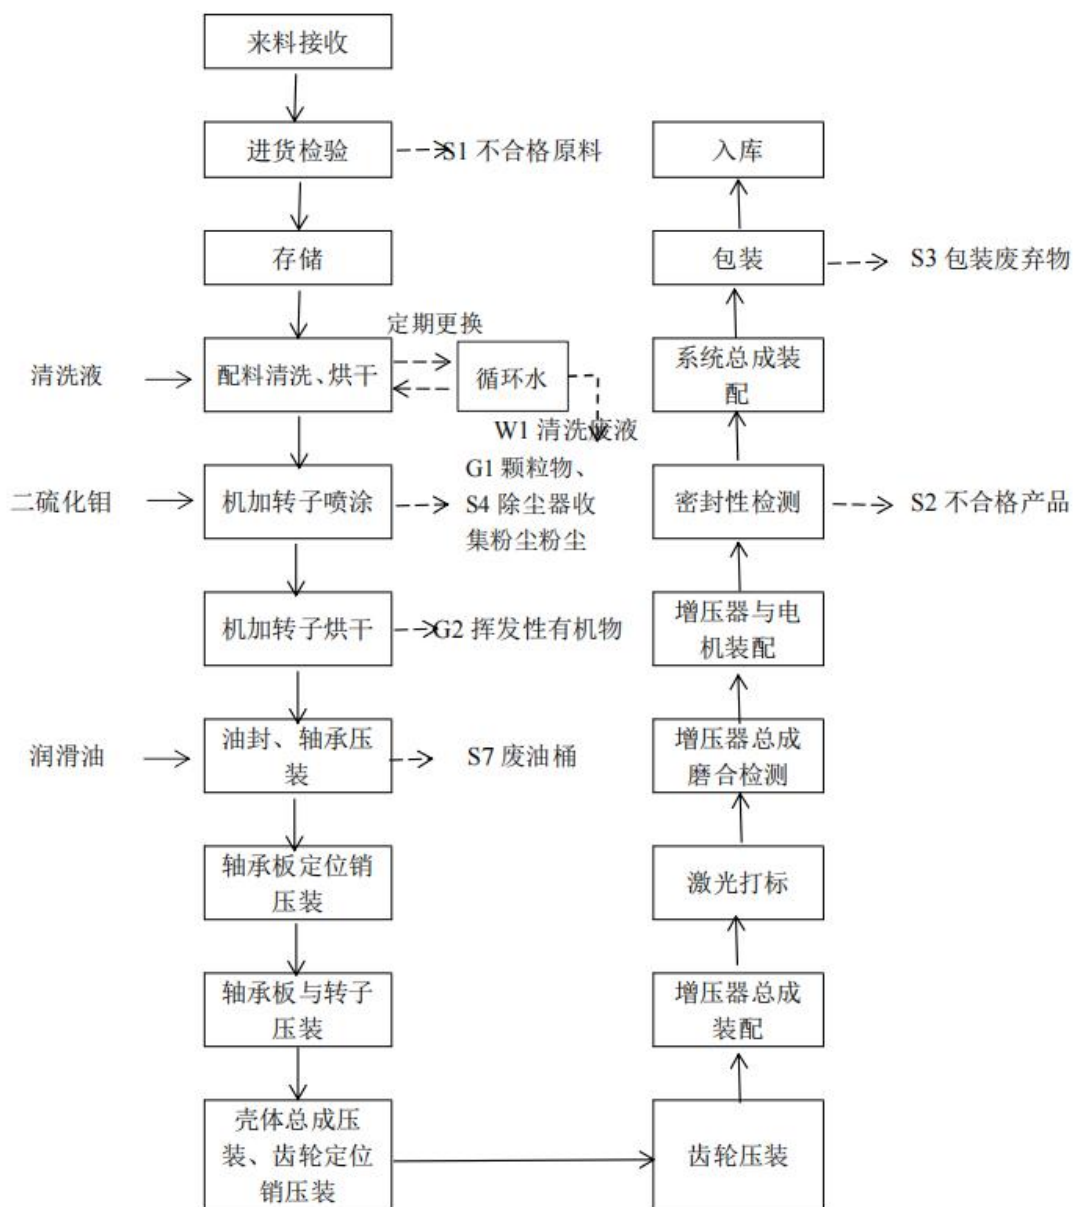 来料接收
进货检验
S1 不合格原料
存储
定期更换
清洗液
配料清洗、烘干
循环水
W1 清洗废液
二硫化钼
机加转子喷涂
G1 颗粒物、
S4 除尘器收
集粉尘粉尘
机加转子烘干
G2 挥发性有机物
润滑油
油封、轴承压
装
S7 废油桶
轴承板定位销
压装
轴承板与转子
压装
壳体总成压
装、齿轮定位
销压装
齿轮压装
增压器总成
装配
激光打标
增压器总成
磨合检测
增压器与电
机装配
密封性检测
S2 不合格产品
系统总成装
配
包装
S3 包装废弃物
入库